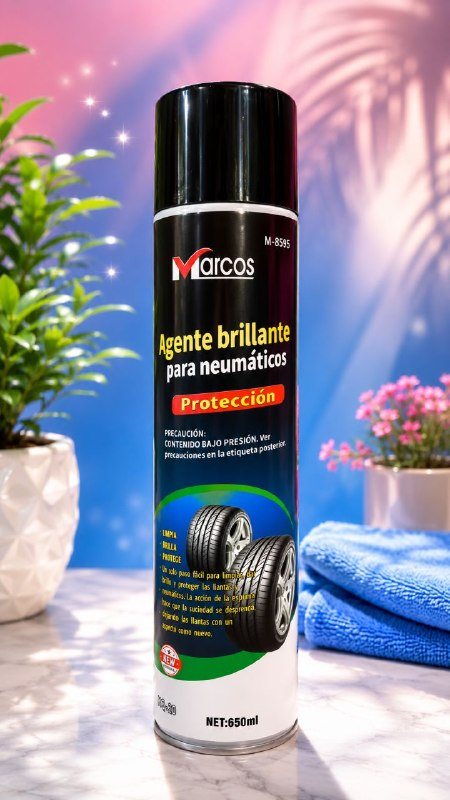 M-8595
Marcos
Agente brillante
para neumáticos
Protección
PRECAUCIÓN:
CONTENIDO BAJO PRESIÓN. Ver
precauciones en la etiqueta posterior.
LIMPIA
BRILLA
PROTEGE
Un solo paso fácil para limpiar, dar
brillo y proteger las llantas y
neumáticos. La acción de la espuma
hace que la suciedad se desprenda
dejando las llantas con un
aspecto como nuevo.
NEW
NET:650ml